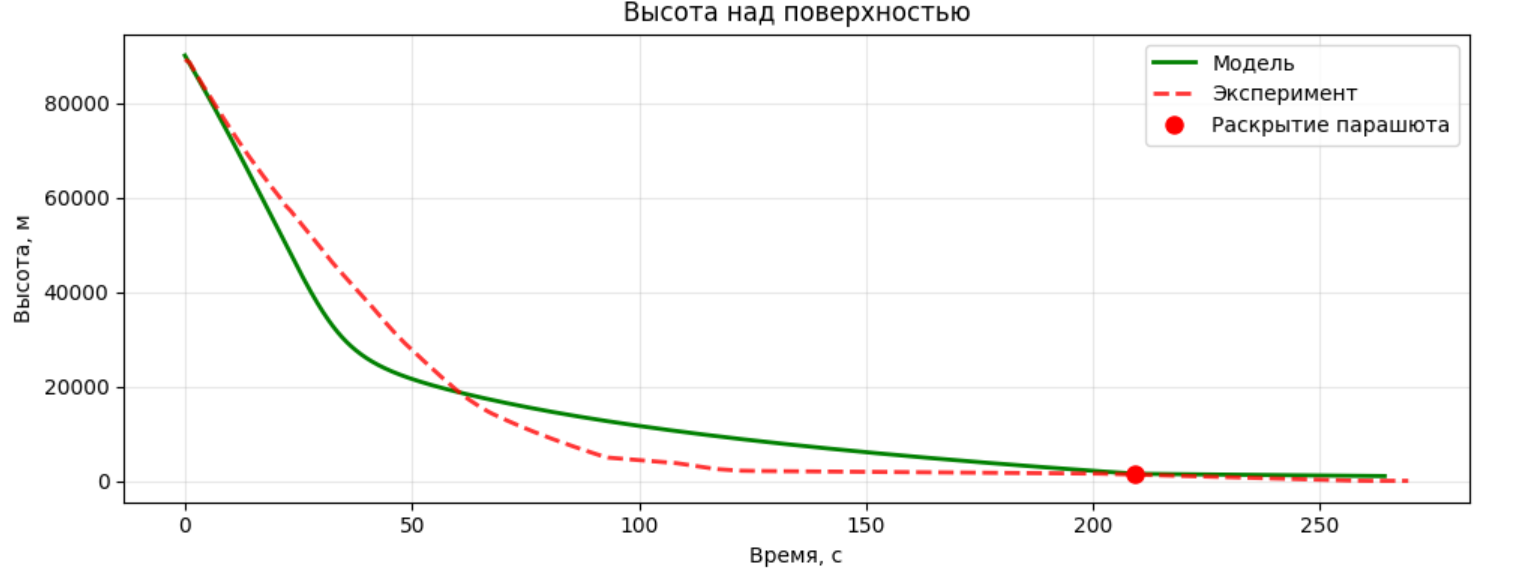 Высота над поверхностью
Модель
Эксперимент
Раскрытие парашюта
Высота, м
80000
60000
40000
20000
0
0 50 100 150 200 250
Время, с